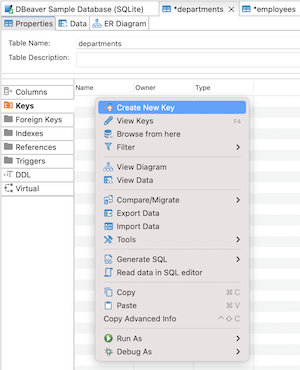 DBeaver Sample Database (SQLite) *departments *employees
Properties Data ER Diagram
Table Name: departments
Table Description:
Columns
Keys
Foreign Keys
Indexes
References
Triggers
DDL
Virtual
Name Owner Type
Create New Key
View Keys F4
Browse from here
Filter
View Diagram
View Data
Compare/Migrate
Export Data
Import Data
Tools
Generate SQL
Read data in SQL editor
Copy ⌘ C
Paste ⌘ V
Copy Advanced Info ^ ⇧ C
Run As
Debug As